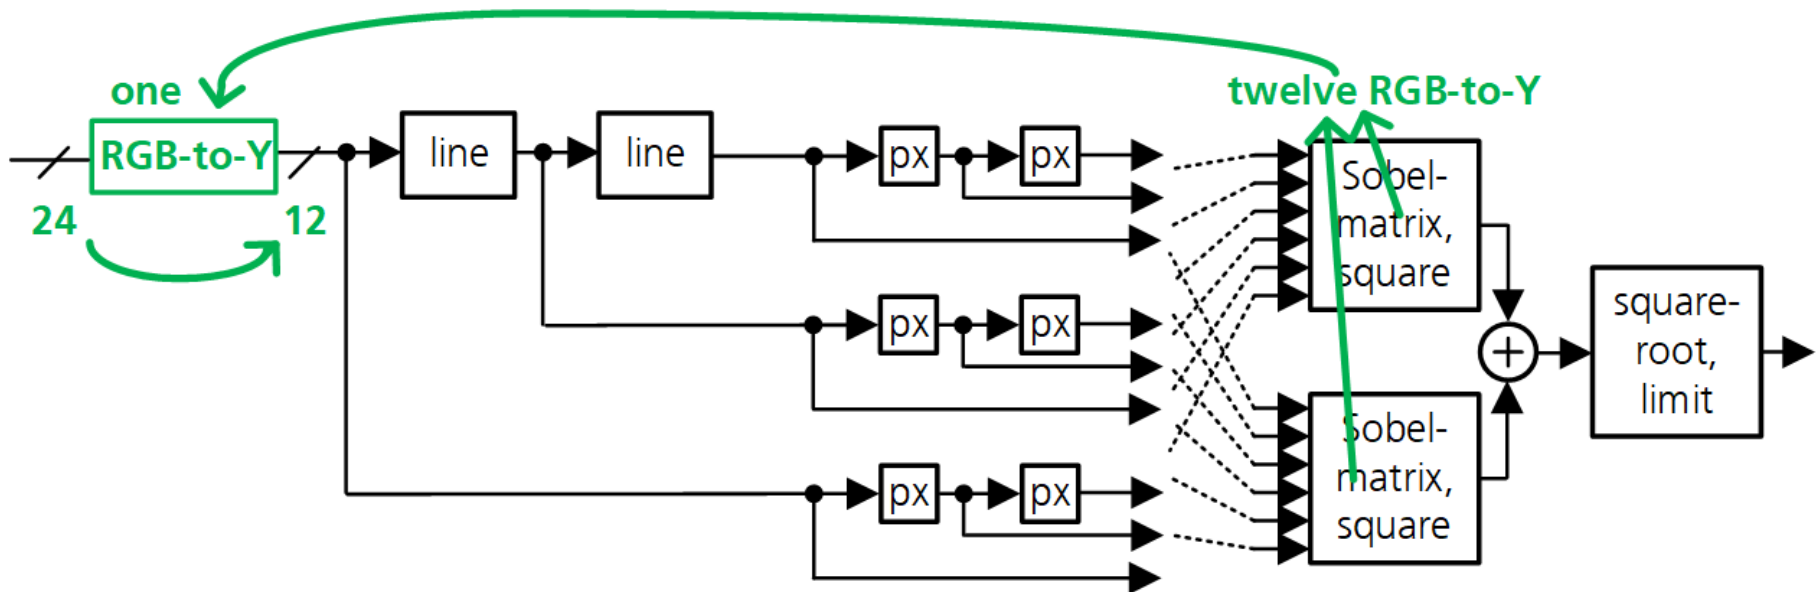 one
twelve RGB-to-Y
RGB-to-Y
line
line
px
px
Sobel-
matrix,
square
24
12
px
px
square-
root,
limit
+
Sobel-
matrix,
square
px
px